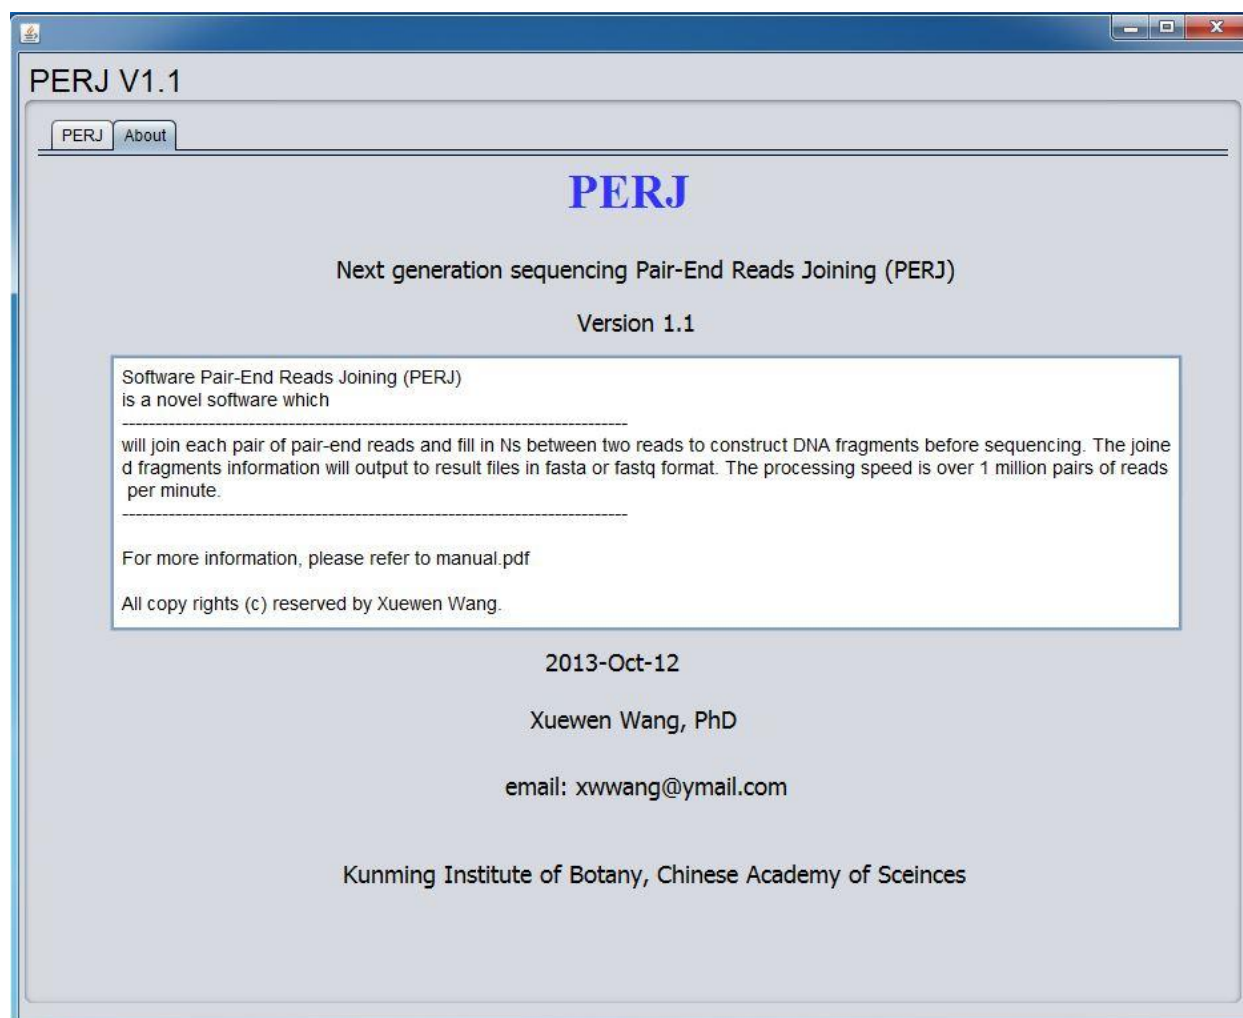 PERJ V1.1
PERJ About
PERJ
Next generation sequencing Pair-End Reads Joining (PERJ)
Version 1.1
Software Pair-End Reads Joining (PERJ)
is a novel software which
----------------------------------------------------------------------------
will join each pair of pair-end reads and fill in Ns between two reads to construct DNA fragments before sequencing. The joine
d fragments information will output to result files in fasta or fastq format. The processing speed is over 1 million pairs of reads
per minute.
----------------------------------------------------------------------------
For more information, please refer to manual.pdf
All copy rights (c) reserved by Xuewen Wang.
2013-Oct-12
Xuewen Wang, PhD
email: xwwang@ymail.com
Kunming Institute of Botany, Chinese Academy of Sceinces